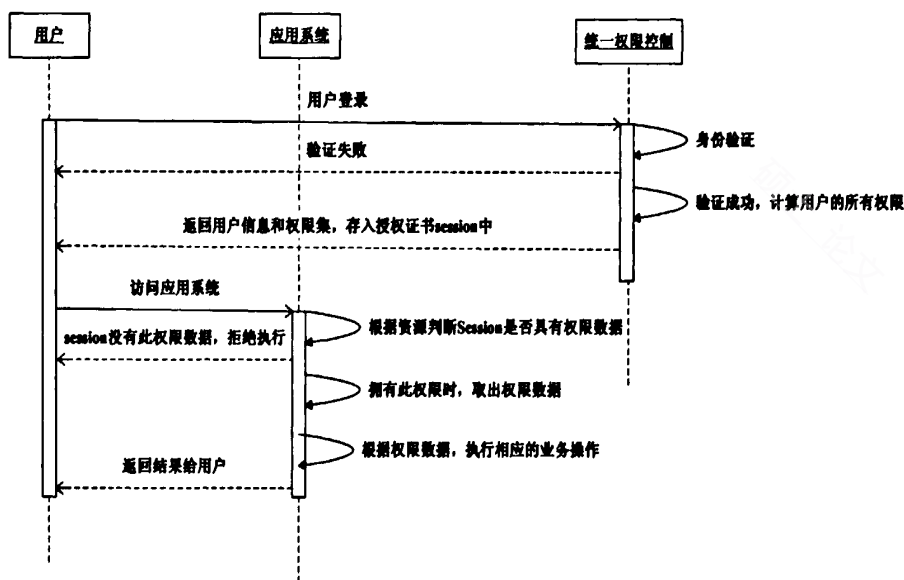 用户
应用系统
统一权限控制
用户登录
身份验证
验证失败
验证成功，计算用户的所有权限
返回用户信息和权限集，存入授权证书session中
访问应用系统
根据资源判断Session是否具有权限数据
session没有此权限数据，拒绝执行
拥有此权限时，取出权限数据
根据权限数据，执行相应的业务操作
返回结果给用户